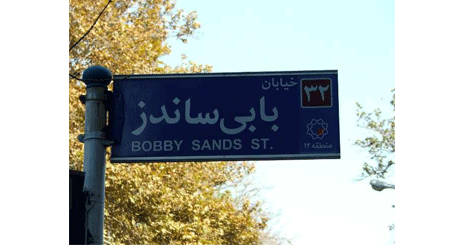 خیابان
۳۲
بابی ساندز
BOBBY SANDS ST.
منطقه ۱۲